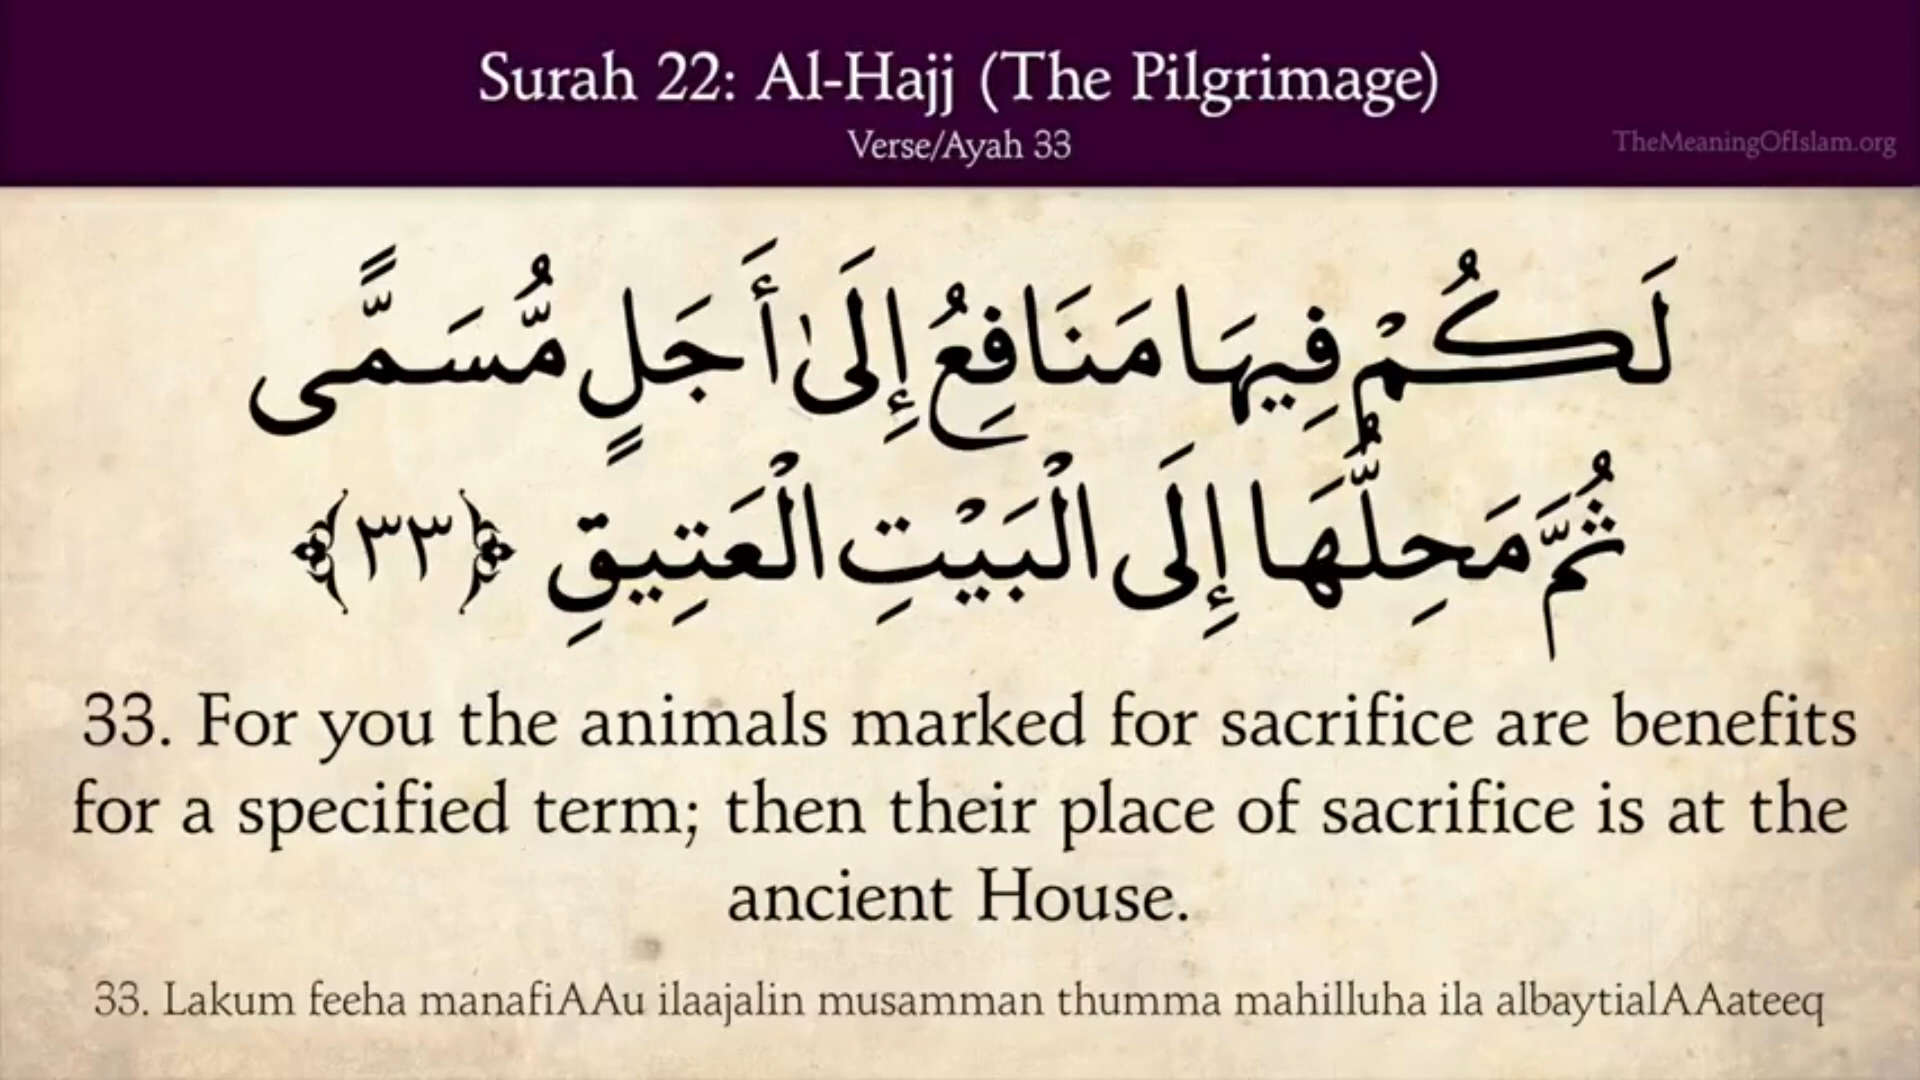 Surah 22: Al-Hajj (The Pilgrimage)
Verse/Ayah 33
TheMeaningOfIslam.org
لَكُمْ فِيهَا مَنَافِعُ إِلَىٰ أَجَلٍ مُّسَمًّى
ثُمَّ مَحِلُّهَا إِلَى الْبَيْتِ الْعَتِيقِ ﴿٣٣﴾
33. For you the animals marked for sacrifice are benefits
for a specified term; then their place of sacrifice is at the
ancient House.
33. Lakum feeha manafiAAu ilaajalin musamman thumma mahilluha ila albaytialAAateeq